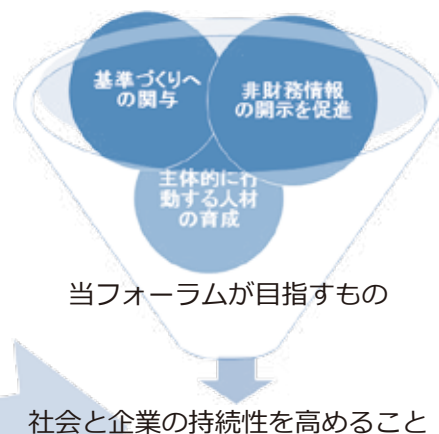 基準づくりへ
の関与
非財務情報
の開示を促進
主体的に行
動する人材
の育成
当フォーラムが目指すもの
社会と企業の持続性を高めること